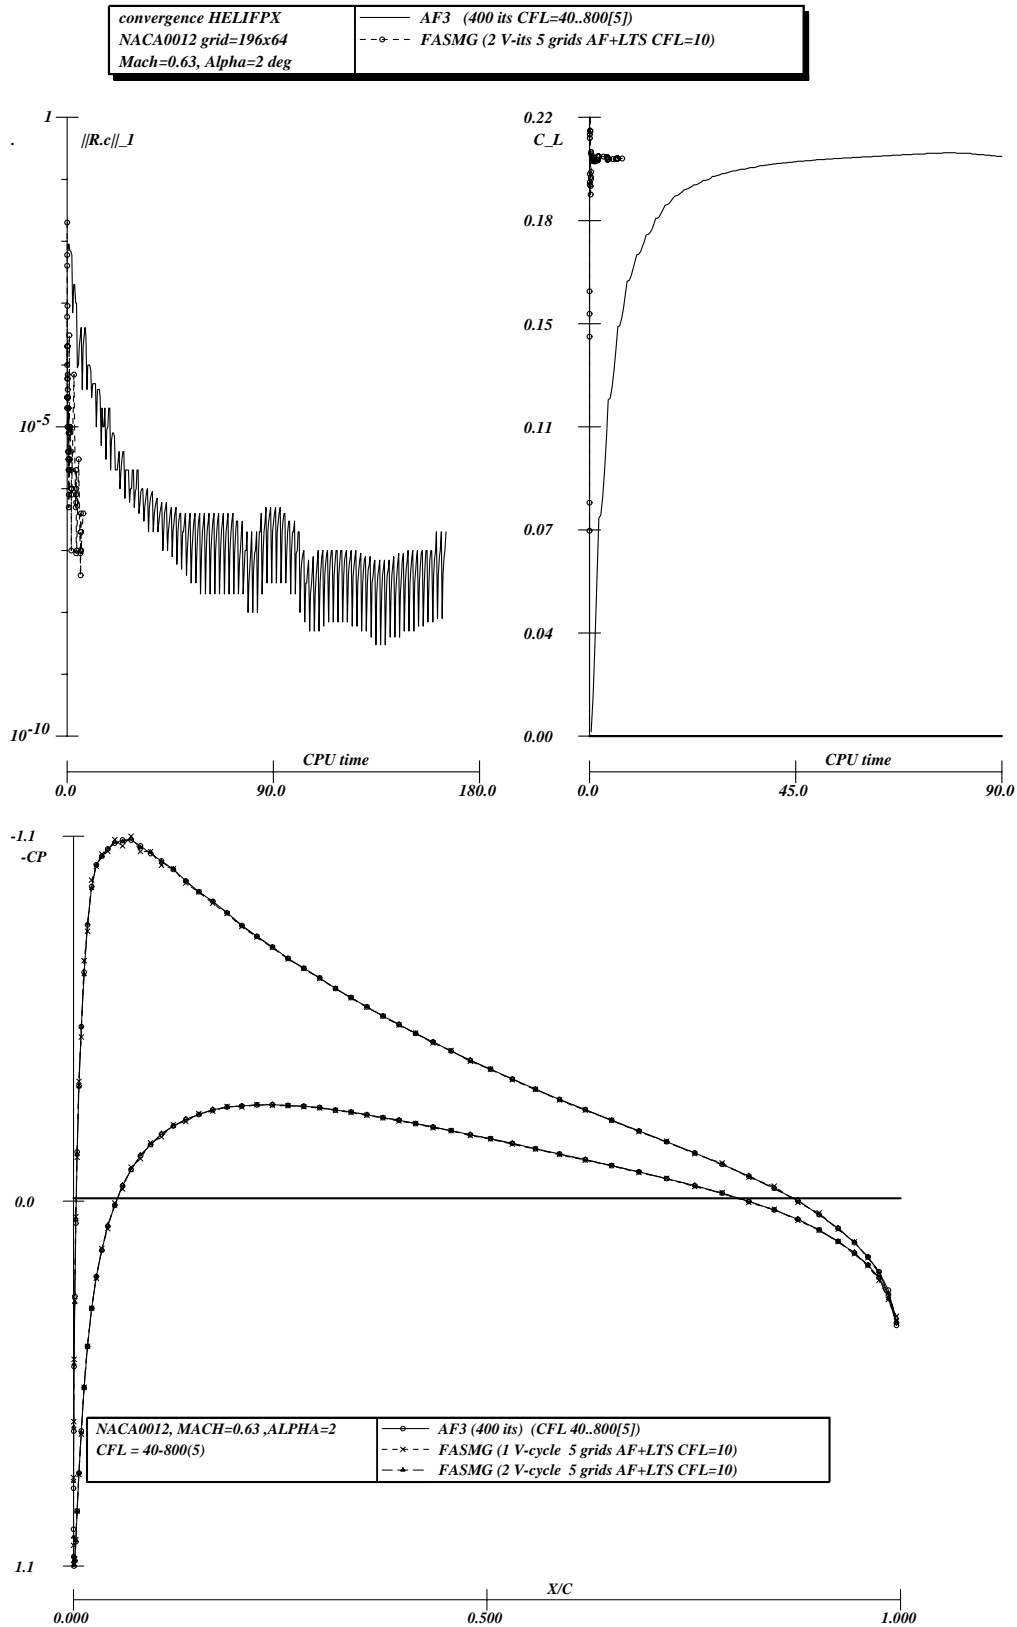 convergence HELIFPX
NACA0012 grid=196x64
Mach=0.63, Alpha=2 deg
AF3 (400 its CFL=40..800[5])
FASMG (2 V-its 5 grids AF+LTS CFL=10)
1
. ||R.c||_1
10-5
10-10
CPU time
0.0 90.0 180.0
0.22
C_L
0.18
0.15
0.11
0.07
0.04
0.00
CPU time
0.0 45.0 90.0
-1.1
-CP
0.0
1.1
NACA0012, MACH=0.63 ,ALPHA=2
CFL = 40-800(5)
AF3 (400 its) (CFL 40..800[5])
FASMG (1 V-cycle 5 grids AF+LTS CFL=10)
FASMG (2 V-cycle 5 grids AF+LTS CFL=10)
X/C
0.000 0.500 1.000